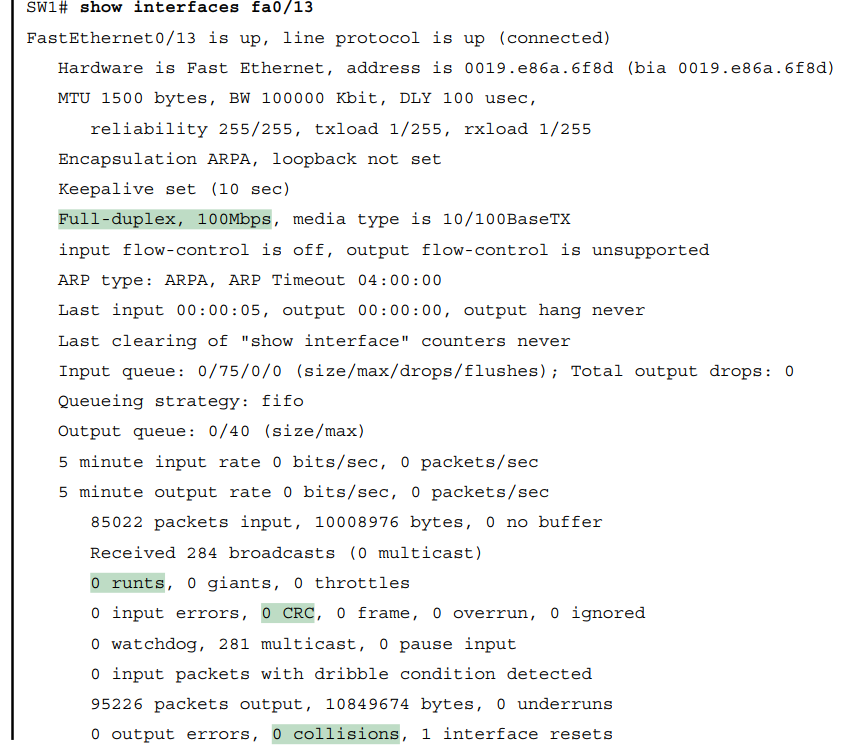 SW1# show interfaces fa0/13
FastEthernet0/13 is up, line protocol is up (connected)
Hardware is Fast Ethernet, address is 0019.e86a.6f8d (bia 0019.e86a.6f8d)
MTU 1500 bytes, BW 100000 Kbit, DLY 100 usec,
reliability 255/255, txload 1/255, rxload 1/255
Encapsulation ARPA, loopback not set
Keepalive set (10 sec)
Full-duplex, 100Mbps, media type is 10/100BaseTX
input flow-control is off, output flow-control is unsupported
ARP type: ARPA, ARP Timeout 04:00:00
Last input 00:00:05, output 00:00:00, output hang never
Last clearing of "show interface" counters never
Input queue: 0/75/0/0 (size/max/drops/flushes); Total output drops: 0
Queueing strategy: fifo
Output queue: 0/40 (size/max)
5 minute input rate 0 bits/sec, 0 packets/sec
5 minute output rate 0 bits/sec, 0 packets/sec
85022 packets input, 10008976 bytes, 0 no buffer
Received 284 broadcasts (0 multicast)
0 runts, 0 giants, 0 throttles
0 input errors, 0 CRC, 0 frame, 0 overrun, 0 ignored
0 watchdog, 281 multicast, 0 pause input
0 input packets with dribble condition detected
95226 packets output, 10849674 bytes, 0 underruns
0 output errors, 0 collisions, 1 interface resets